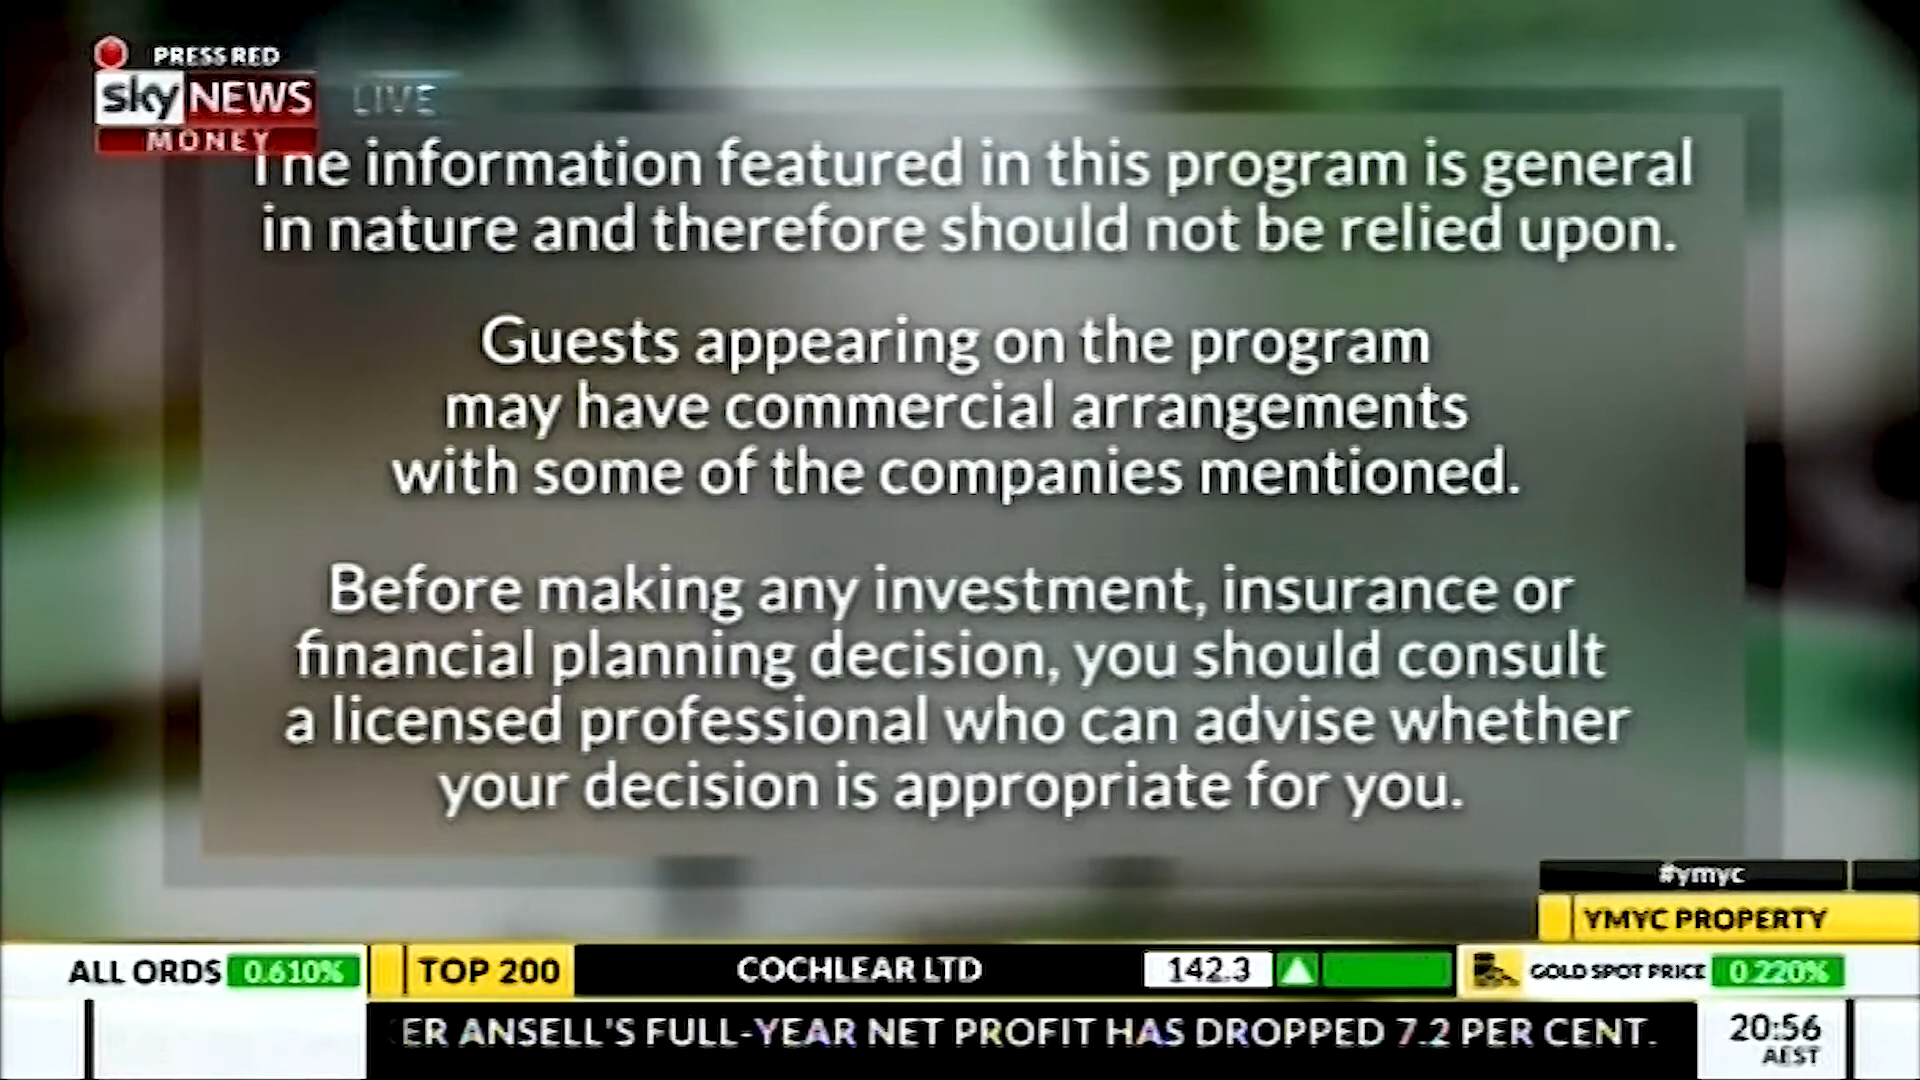 PRESS RED
sky NEWS
MONEY
LIVE
The information featured in this program is general
in nature and therefore should not be relied upon.
Guests appearing on the program
may have commercial arrangements
with some of the companies mentioned.
Before making any investment, insurance or
financial planning decision, you should consult
a licensed professional who can advise whether
your decision is appropriate for you.
#ymyc
YMYC PROPERTY
ALL ORDS 0.610% TOP 200 COCHLEAR LTD 142.3 GOLD SPOT PRICE 0.220%
ER ANSELL'S FULL-YEAR NET PROFIT HAS DROPPED 7.2 PER CENT.
20:56
AEST